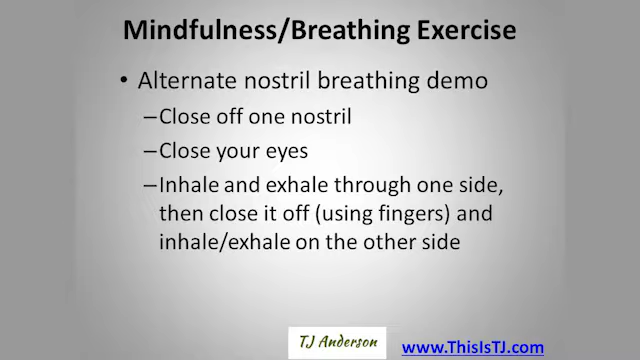 Mindfulness/Breathing Exercise
• Alternate nostril breathing demo
–Close off one nostril
–Close your eyes
–Inhale and exhale through one side,
then close it off (using fingers) and
inhale/exhale on the other side
TJ Anderson
www.ThisIsTJ.com